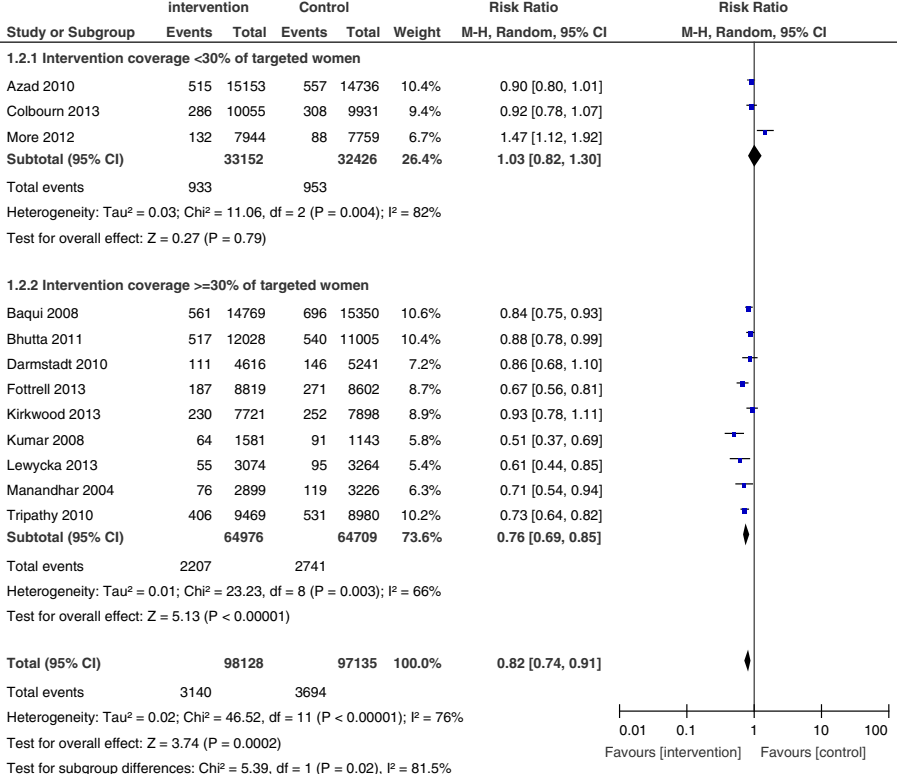 intervention Control Risk Ratio Risk Ratio
Study or Subgroup Events Total Events Total Weight M-H, Random, 95% CI M-H, Random, 95% CI
1.2.1 Intervention coverage <30% of targeted women
Azad 2010 515 15153 557 14736 10.4% 0.90 [0.80, 1.01]
Colbourn 2013 286 10055 308 9931 9.4% 0.92 [0.78, 1.07]
More 2012 132 7944 88 7759 6.7% 1.47 [1.12, 1.92]
Subtotal (95% CI) 33152 32426 26.4% 1.03 [0.82, 1.30]
Total events 933 953
Heterogeneity: Tau² = 0.03; Chi² = 11.06, df = 2 (P = 0.004); I² = 82%
Test for overall effect: Z = 0.27 (P = 0.79)
1.2.2 Intervention coverage >=30% of targeted women
Baqui 2008 561 14769 696 15350 10.6% 0.84 [0.75, 0.93]
Bhutta 2011 517 12028 540 11005 10.4% 0.88 [0.78, 0.99]
Darmstadt 2010 111 4616 146 5241 7.2% 0.86 [0.68, 1.10]
Fottrell 2013 187 8819 271 8602 8.7% 0.67 [0.56, 0.81]
Kirkwood 2013 230 7721 252 7898 8.9% 0.93 [0.78, 1.11]
Kumar 2008 64 1581 91 1143 5.8% 0.51 [0.37, 0.69]
Lewycka 2013 55 3074 95 3264 5.4% 0.61 [0.44, 0.85]
Manandhar 2004 76 2899 119 3226 6.3% 0.71 [0.54, 0.94]
Tripathy 2010 406 9469 531 8980 10.2% 0.73 [0.64, 0.82]
Subtotal (95% CI) 64976 64709 73.6% 0.76 [0.69, 0.85]
Total events 2207 2741
Heterogeneity: Tau² = 0.01; Chi² = 23.23, df = 8 (P = 0.003); I² = 66%
Test for overall effect: Z = 5.13 (P < 0.00001)
Total (95% CI) 98128 97135 100.0% 0.82 [0.74, 0.91]
Total events 3140 3694
Heterogeneity: Tau² = 0.02; Chi² = 46.52, df = 11 (P < 0.00001); I² = 76%
Test for overall effect: Z = 3.74 (P = 0.0002)
Test for subgroup differences: Chi² = 5.39, df = 1 (P = 0.02), I² = 81.5%
0.01 0.1 1 10 100
Favours [intervention] Favours [control]